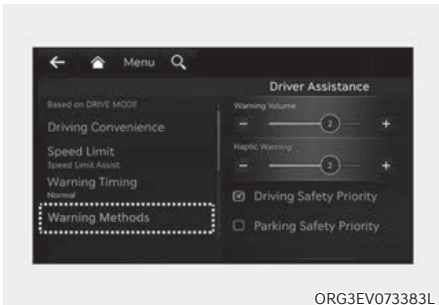 Menu
Driver Assistance
Based on DRIVE MODE
Driving Convenience
Speed Limit
Speed Limit Assist
Warning Timing
Normal
Warning Methods
Warning Volume
- 2 +
Haptic Warning
- 2 +
Driving Safety Priority
Parking Safety Priority
ORG3EV073383L